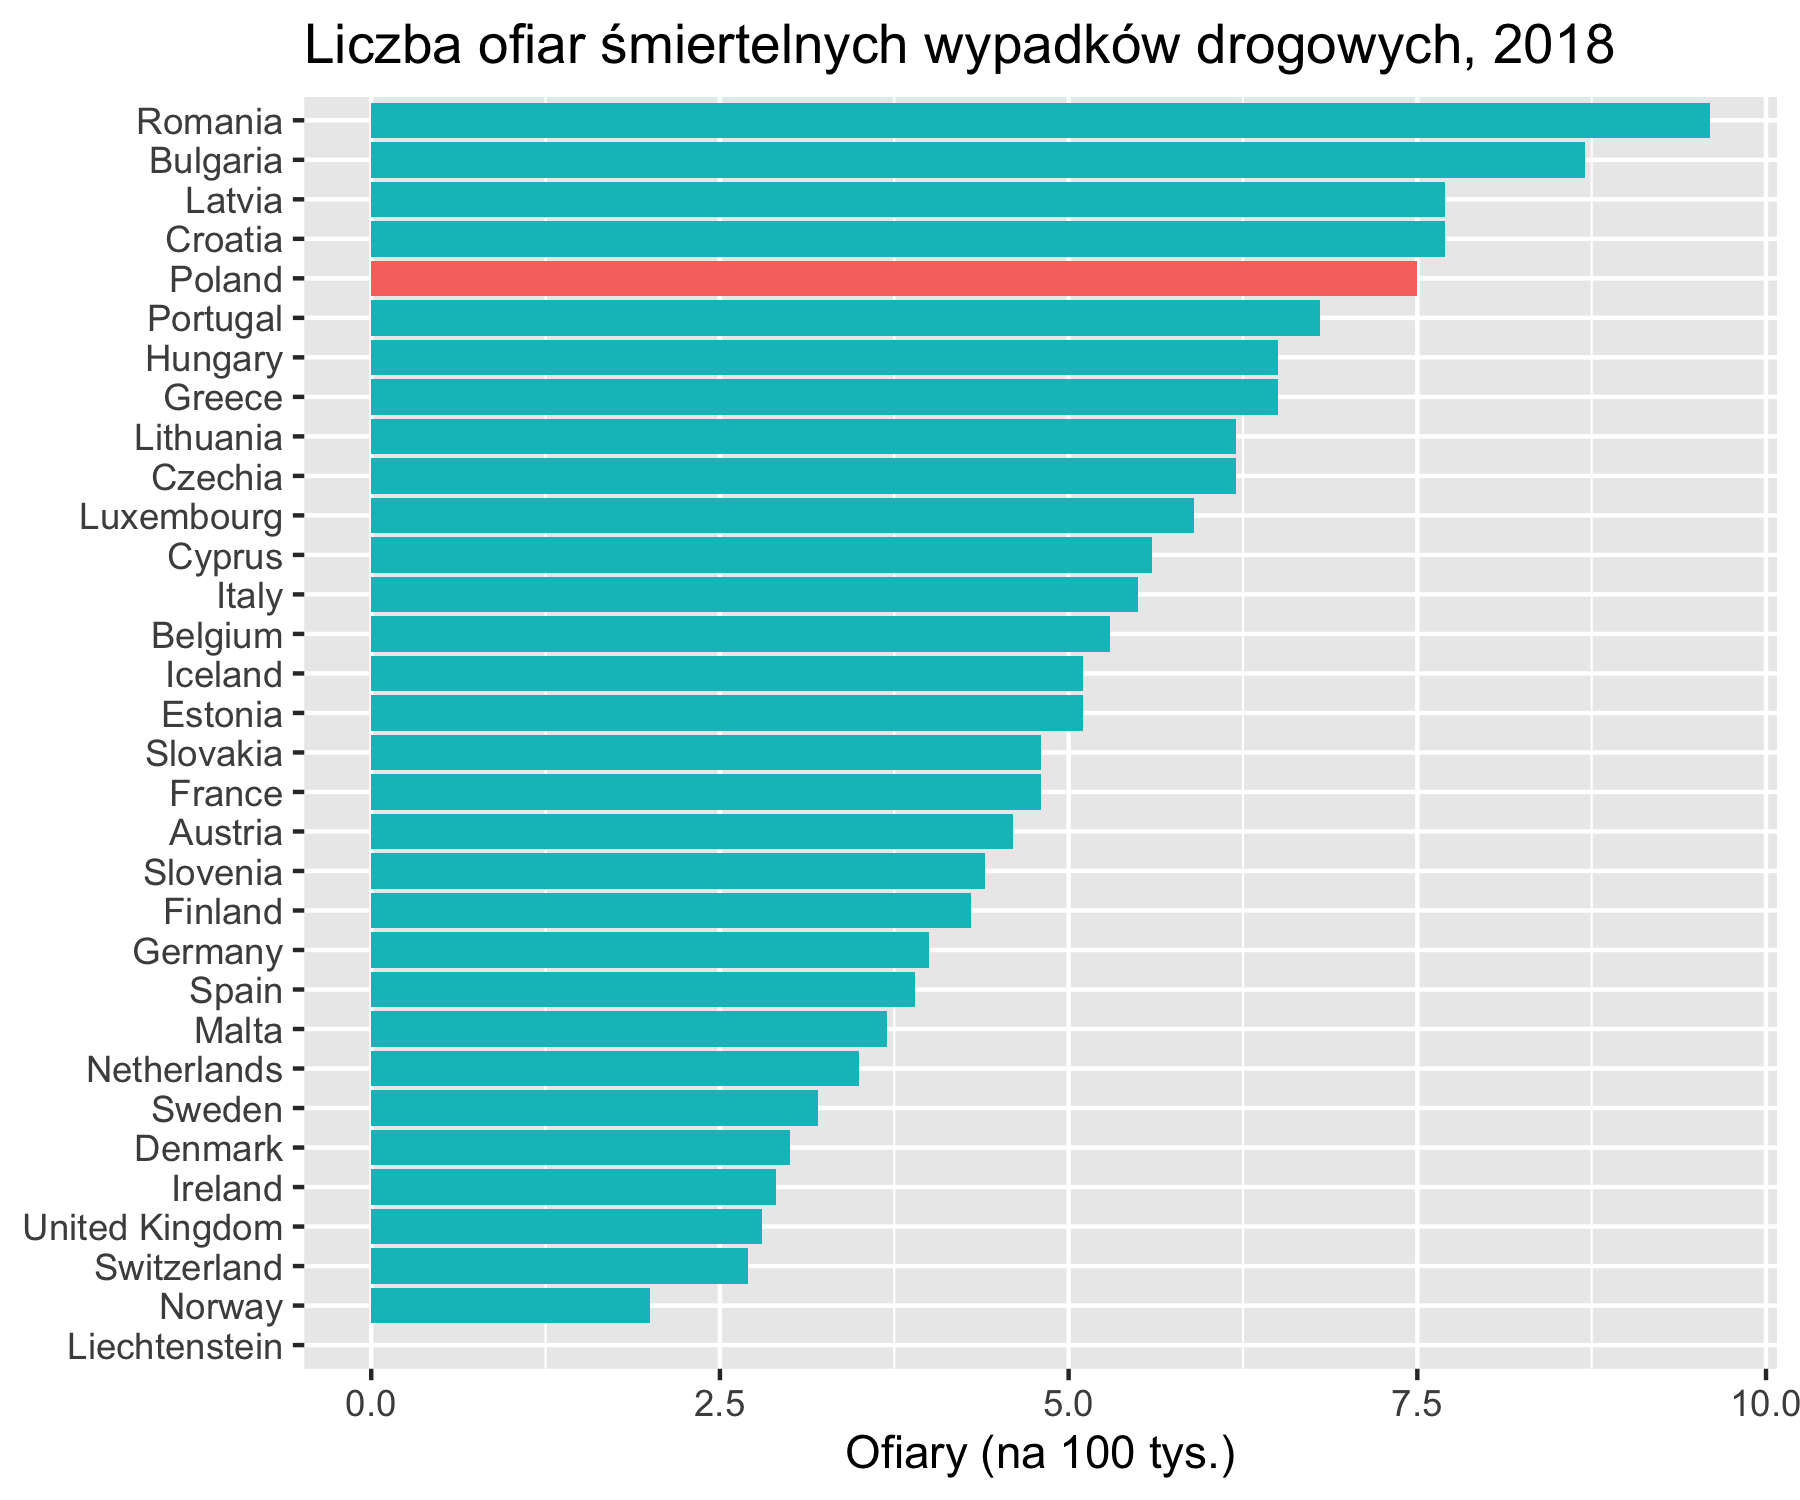 Liczba ofiar śmiertelnych wypadków drogowych, 2018
Romania
Bulgaria
Latvia
Croatia
Poland
Portugal
Hungary
Greece
Lithuania
Czechia
Luxembourg
Cyprus
Italy
Belgium
Iceland
Estonia
Slovakia
France
Austria
Slovenia
Finland
Germany
Spain
Malta
Netherlands
Sweden
Denmark
Ireland
United Kingdom
Switzerland
Norway
Liechtenstein
0.0 2.5 5.0 7.5 10.0
Ofiary (na 100 tys.)